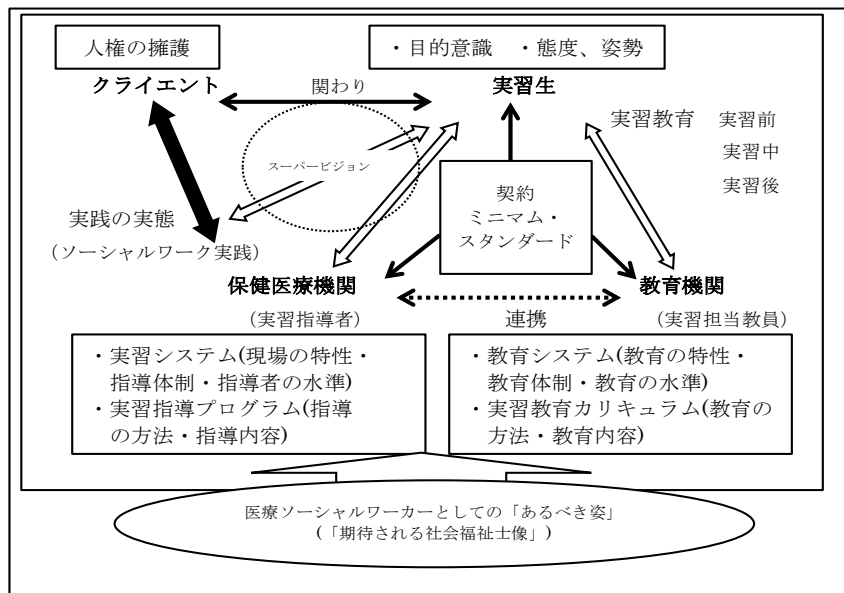 人権の擁護
・目的意識　・態度、姿勢
クライエント
関わり
実習生
実習教育　実習前
実習中
実習後
スーパービジョン
契約
ミニマム・
スタンダード
実践の実態
（ソーシャルワーク実践）
保健医療機関
教育機関
（実習指導者）
連携
（実習担当教員）
・実習システム(現場の特性・
指導体制・指導者の水準)
・実習指導プログラム(指導
の方法・指導内容)
・教育システム(教育の特性・
教育体制・教育の水準)
・実習教育カリキュラム(教育の
方法・教育内容)
医療ソーシャルワーカーとしての「あるべき姿」
(「期待される社会福祉士像」)